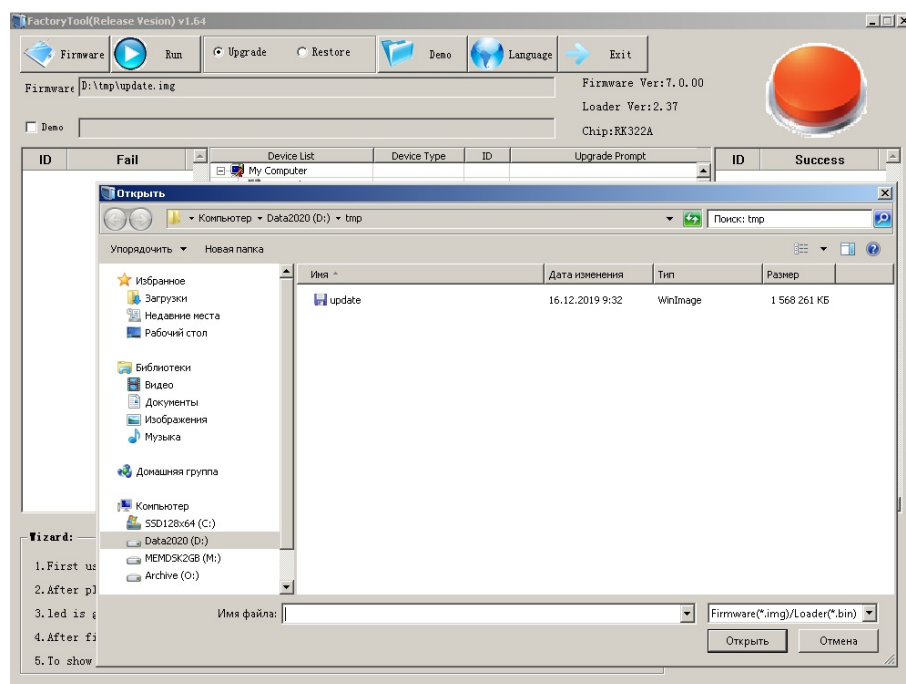 FactoryTool(Release Vesion) v1.64
Firmware
Run
Upgrade
Restore
Demo
Language
Exit
Firmware D:\tmp\update.img
Firmware Ver:7.0.00
Loader Ver:2.37
Demo
Chip:RK322A
ID Fail
Device List Device Type ID Upgrade Prompt
ID Success
My Computer
Открыть
Компьютер Data2020 (D:) tmp
Поиск: tmp
Упорядочить Новая папка
Имя Дата изменения Тип Размер
update 16.12.2019 9:32 WinImage 1 568 261 КБ
Избранное
Загрузки
Недавние места
Рабочий стол
Библиотеки
Видео
Документы
Изображения
Музыка
Домашняя группа
Компьютер
SSD128x64 (C:)
Data2020 (D:)
MEMDSK2GB (M:)
Archive (O:)
Имя файла:
Firmware(*.img)/Loader(*.bin)
Открыть Отмена
Wizard:
1.First
2.After
3.led is
4.After
5.To show